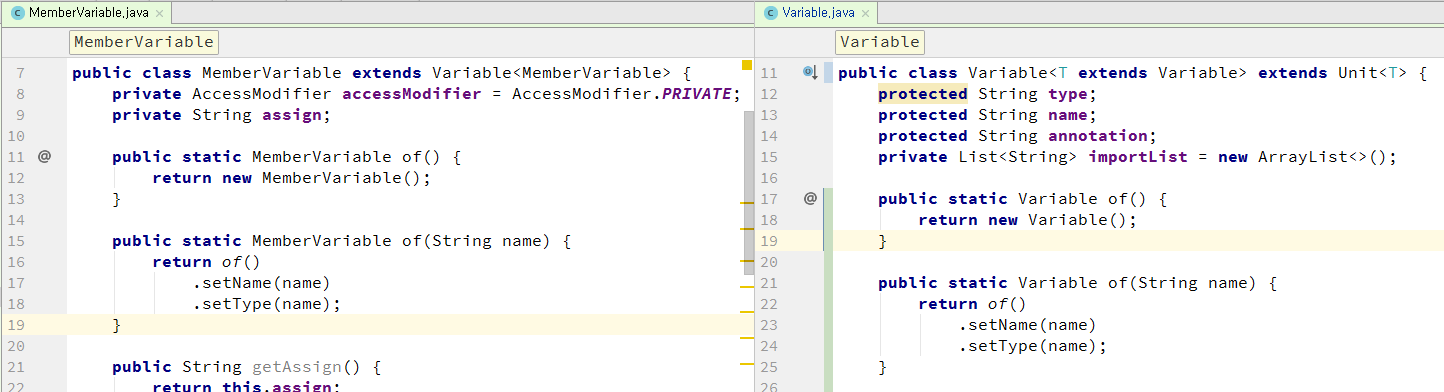 MemberVariable.java ×
MemberVariable
7 public class MemberVariable extends Variable<MemberVariable> {
8 private AccessModifier accessModifier = AccessModifier.PRIVATE;
9 private String assign;
10
11 @ public static MemberVariable of() {
12 return new MemberVariable();
13 }
14
15 public static MemberVariable of(String name) {
16 return of()
17 .setName(name)
18 .setType(name);
19 }
20
21 public String getAssign() {
22 return this.assign;
Variable.java ×
Variable
11 public class Variable<T extends Variable> extends Unit<T> {
12 protected String type;
13 protected String name;
14 protected String annotation;
15 private List<String> importList = new ArrayList<>();
16
17 @ public static Variable of() {
18 return new Variable();
19 }
20
21 public static Variable of(String name) {
22 return of()
23 .setName(name)
24 .setType(name);
25 }
26